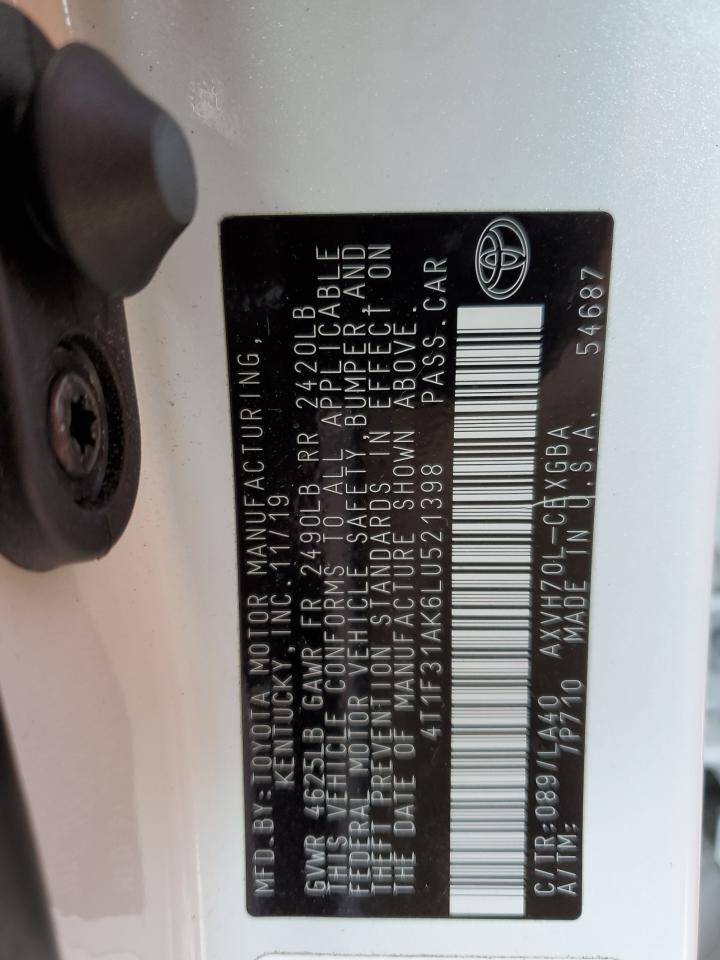 MFD.BY:TOYOTA MOTOR MANUFACTURING,
KENTUCKY, INC. 11/19
GVWR 4625LB GAWR FR 2490LB RR 2420LB
THIS VEHICLE CONFORMS TO ALL APPLICABLE
FEDERAL MOTOR VEHICLE SAFETY, BUMPER, AND
THEFT PREVENTION STANDARDS IN EFFECT ON
THE DATE OF MANUFACTURE SHOWN ABOVE.
4T1F31AK6LU521398 PASS.CAR
C/TR:089/LA40 AXVH70L-CEXGBA
A/TM: /P710 MADE IN U.S.A. 54687